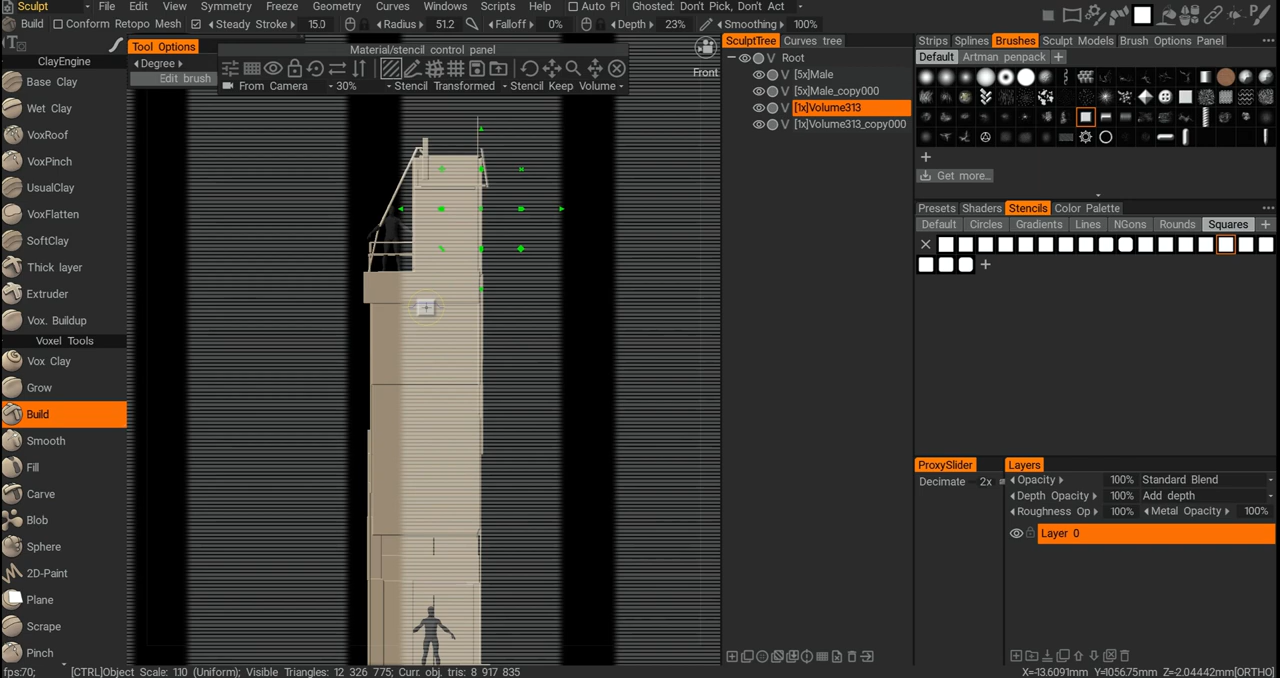 Sculpt File Edit View Symmetry Freeze Geometry Curves Windows Scripts Help Auto Pi Ghosted: Don't Pick, Don't Act
Build Conform Retopo Mesh Steady Stroke 15.0 Radius 51.2 Falloff 0% Depth 23% Smoothing 100%
Tool Options
Degree
Edit brush
Material/stencil control panel
From Camera 30% Stencil Transformed Stencil Keep Volume
Front
ClayEngine
Base Clay
Wet Clay
VoxRoof
VoxPinch
UsualClay
VoxFlatten
SoftClay
Thick layer
Extruder
Vox. Buildup
Voxel Tools
Vox Clay
Grow
Build
Smooth
Fill
Carve
Blob
Sphere
2D-Paint
Plane
Scrape
Pinch
SculptTree Curves tree
Root
V [5x]Male
V [5x]Male_copy000
V [1x]Volume313
V [1x]Volume313_copy000
Strips Splines Brushes Sculpt Models Brush Options Panel
Default Artman penpack +
Get more...
Presets Shaders Stencils Color Palette
Default Circles Gradients Lines NGons Rounds Squares +
ProxySlider
Decimate 2x
Layers
Opacity 100% Standard Blend
Depth Opacity 100% Add depth
Roughness Op 100% Metal Opacity 100%
Layer 0
fps:70; [CTRL]Object Scale: 1.10 (Uniform); Visible Triangles: 12 326 775; Curr. obj. tris: 8 917 835 X=-13.6091mm Y=1056.75mm Z=-2.04442mm [ORTHO]